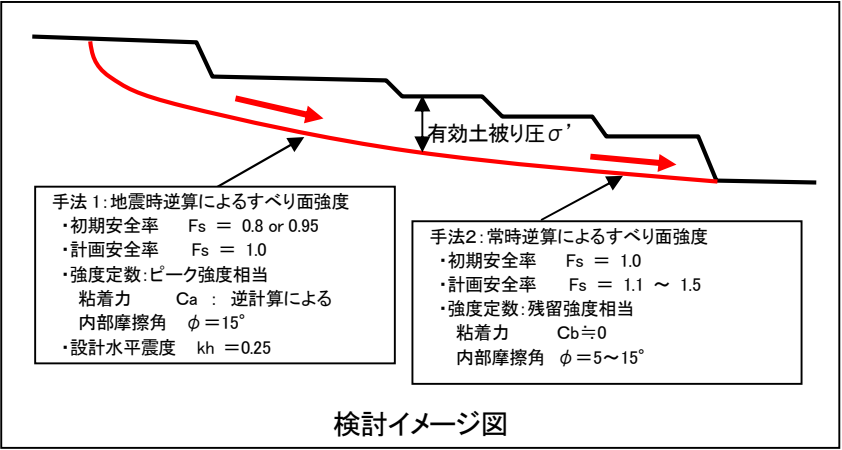 有効土被り圧σ’
手法1:地震時逆算によるすべり面強度
・初期安全率 Fs = 0.8 or 0.95
・計画安全率 Fs = 1.0
・強度定数:ピーク強度相当
粘着力 Ca : 逆計算による
内部摩擦角 φ=15°
・設計水平震度 kh =0.25
手法2:常時逆算によるすべり面強度
・初期安全率 Fs = 1.0
・計画安全率 Fs = 1.1 ~ 1.5
・強度定数:残留強度相当
粘着力 Cb≒0
内部摩擦角 φ=5~15°
検討イメージ図